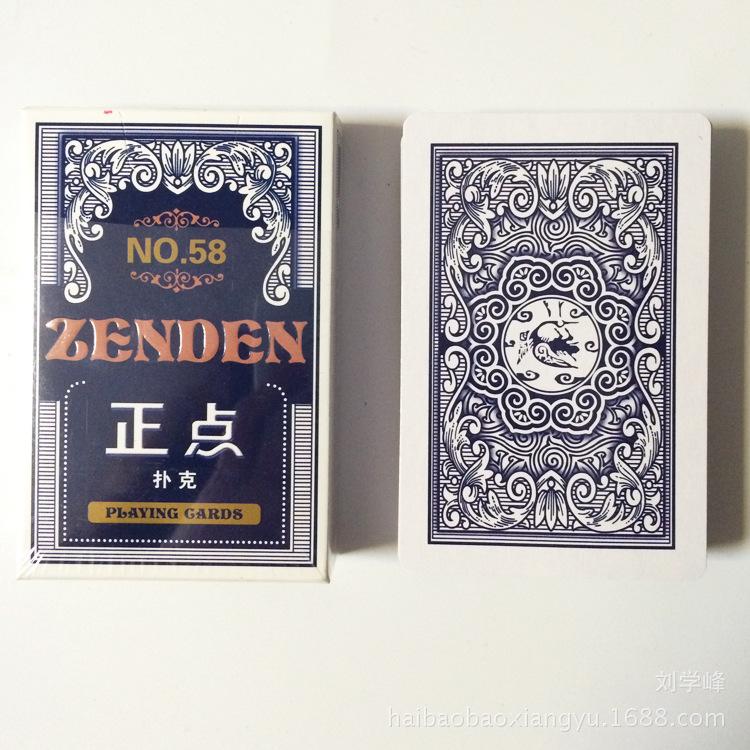 NO.58
ZENDEN
正点
扑克
PLAYING CARDS
刘学峰
haibaobaoxiangyu.1688.com